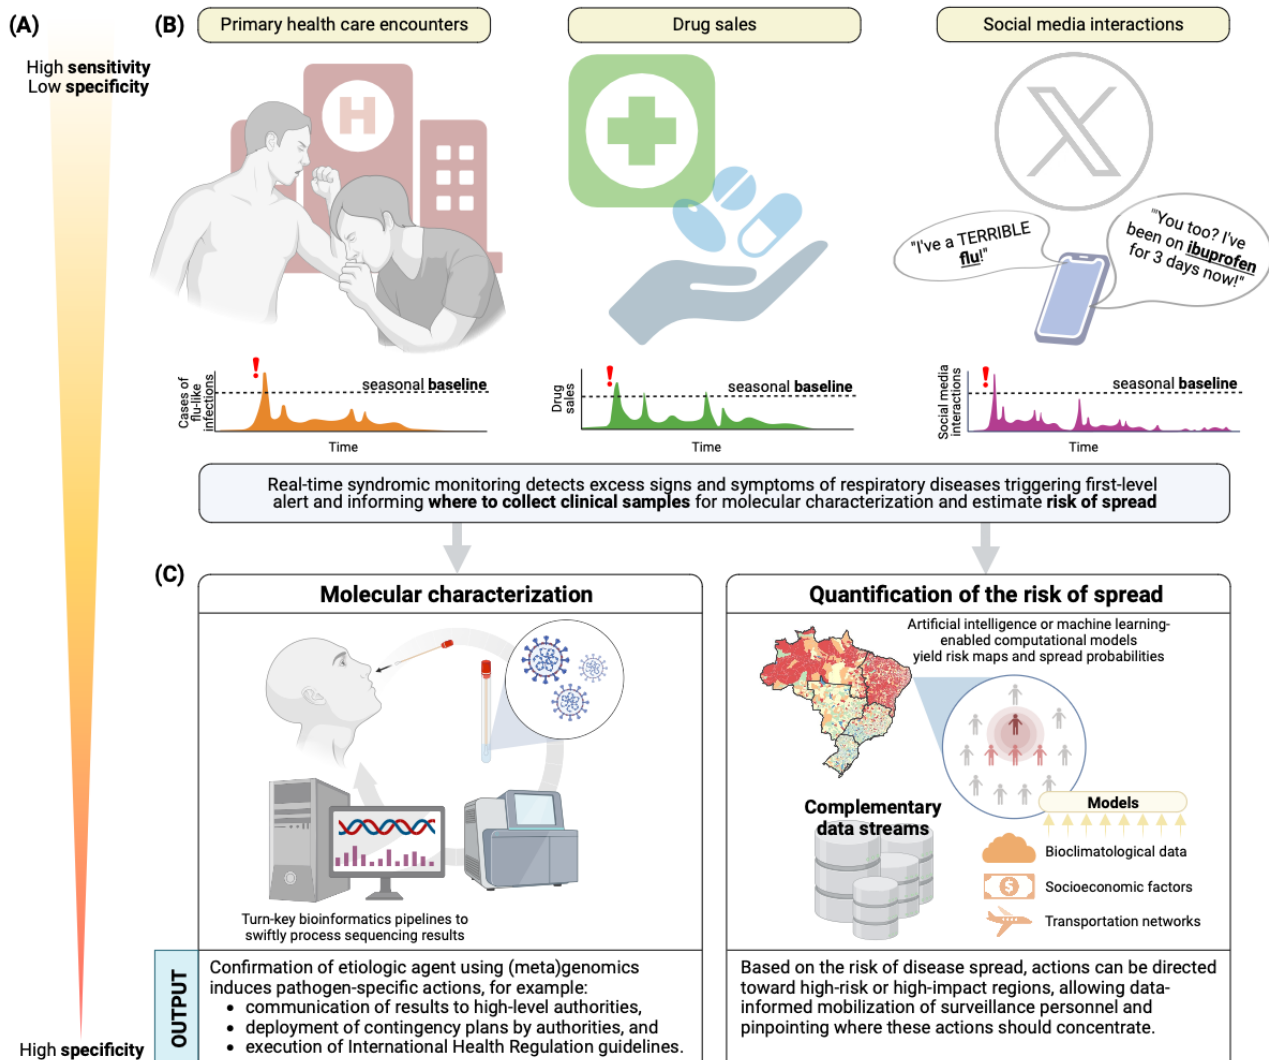 (A)
High sensitivity
Low specificity
High specificity
(B)
Primary health care encounters
H
Cases of
flu-like
infections
!
seasonal baseline
Time
Drug sales
Drug
sales
!
seasonal baseline
Time
Social media interactions
X
"I've a TERRIBLE
flu!"
"'You too? I've
been on ibuprofen
for 3 days now!"
Social media
interactions
!
seasonal baseline
Time
Real-time syndromic monitoring detects excess signs and symptoms of respiratory diseases triggering first-level
alert and informing where to collect clinical samples for molecular characterization and estimate risk of spread
(C)
Molecular characterization
Turn-key bioinformatics pipelines to
swiftly process sequencing results
Quantification of the risk of spread
Artificial intelligence or machine learning-
enabled computational models
yield risk maps and spread probabilities
Complementary
data streams
Models
Bioclimatological data
$
Socioeconomic factors
Transportation networks
OUTPUT
Confirmation of etiologic agent using (meta)genomics
induces pathogen-specific actions, for example:
• communication of results to high-level authorities,
• deployment of contingency plans by authorities, and
• execution of International Health Regulation guidelines.
Based on the risk of disease spread, actions can be directed
toward high-risk or high-impact regions, allowing data-
informed mobilization of surveillance personnel and
pinpointing where these actions should concentrate.